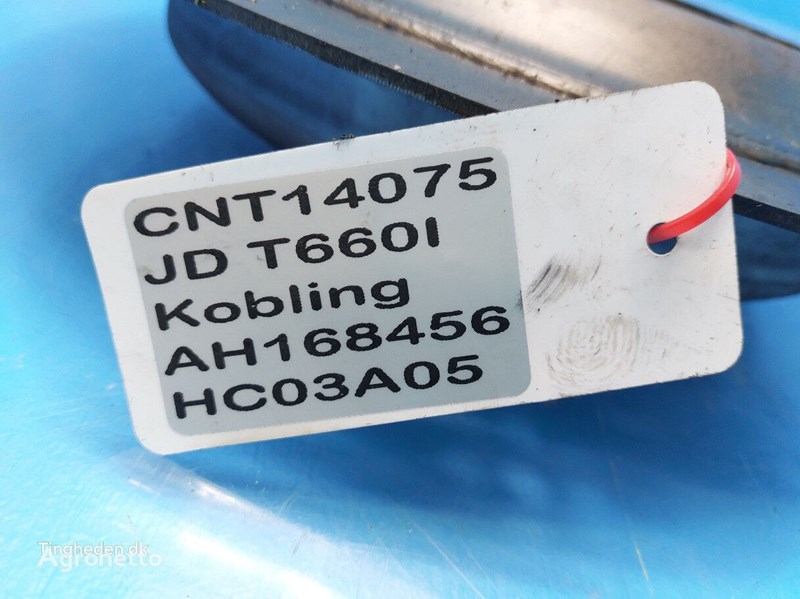 CNT14075
JD T660I
Kobling
AH168456
HC03A05
Tingheden.dk
Agronetto